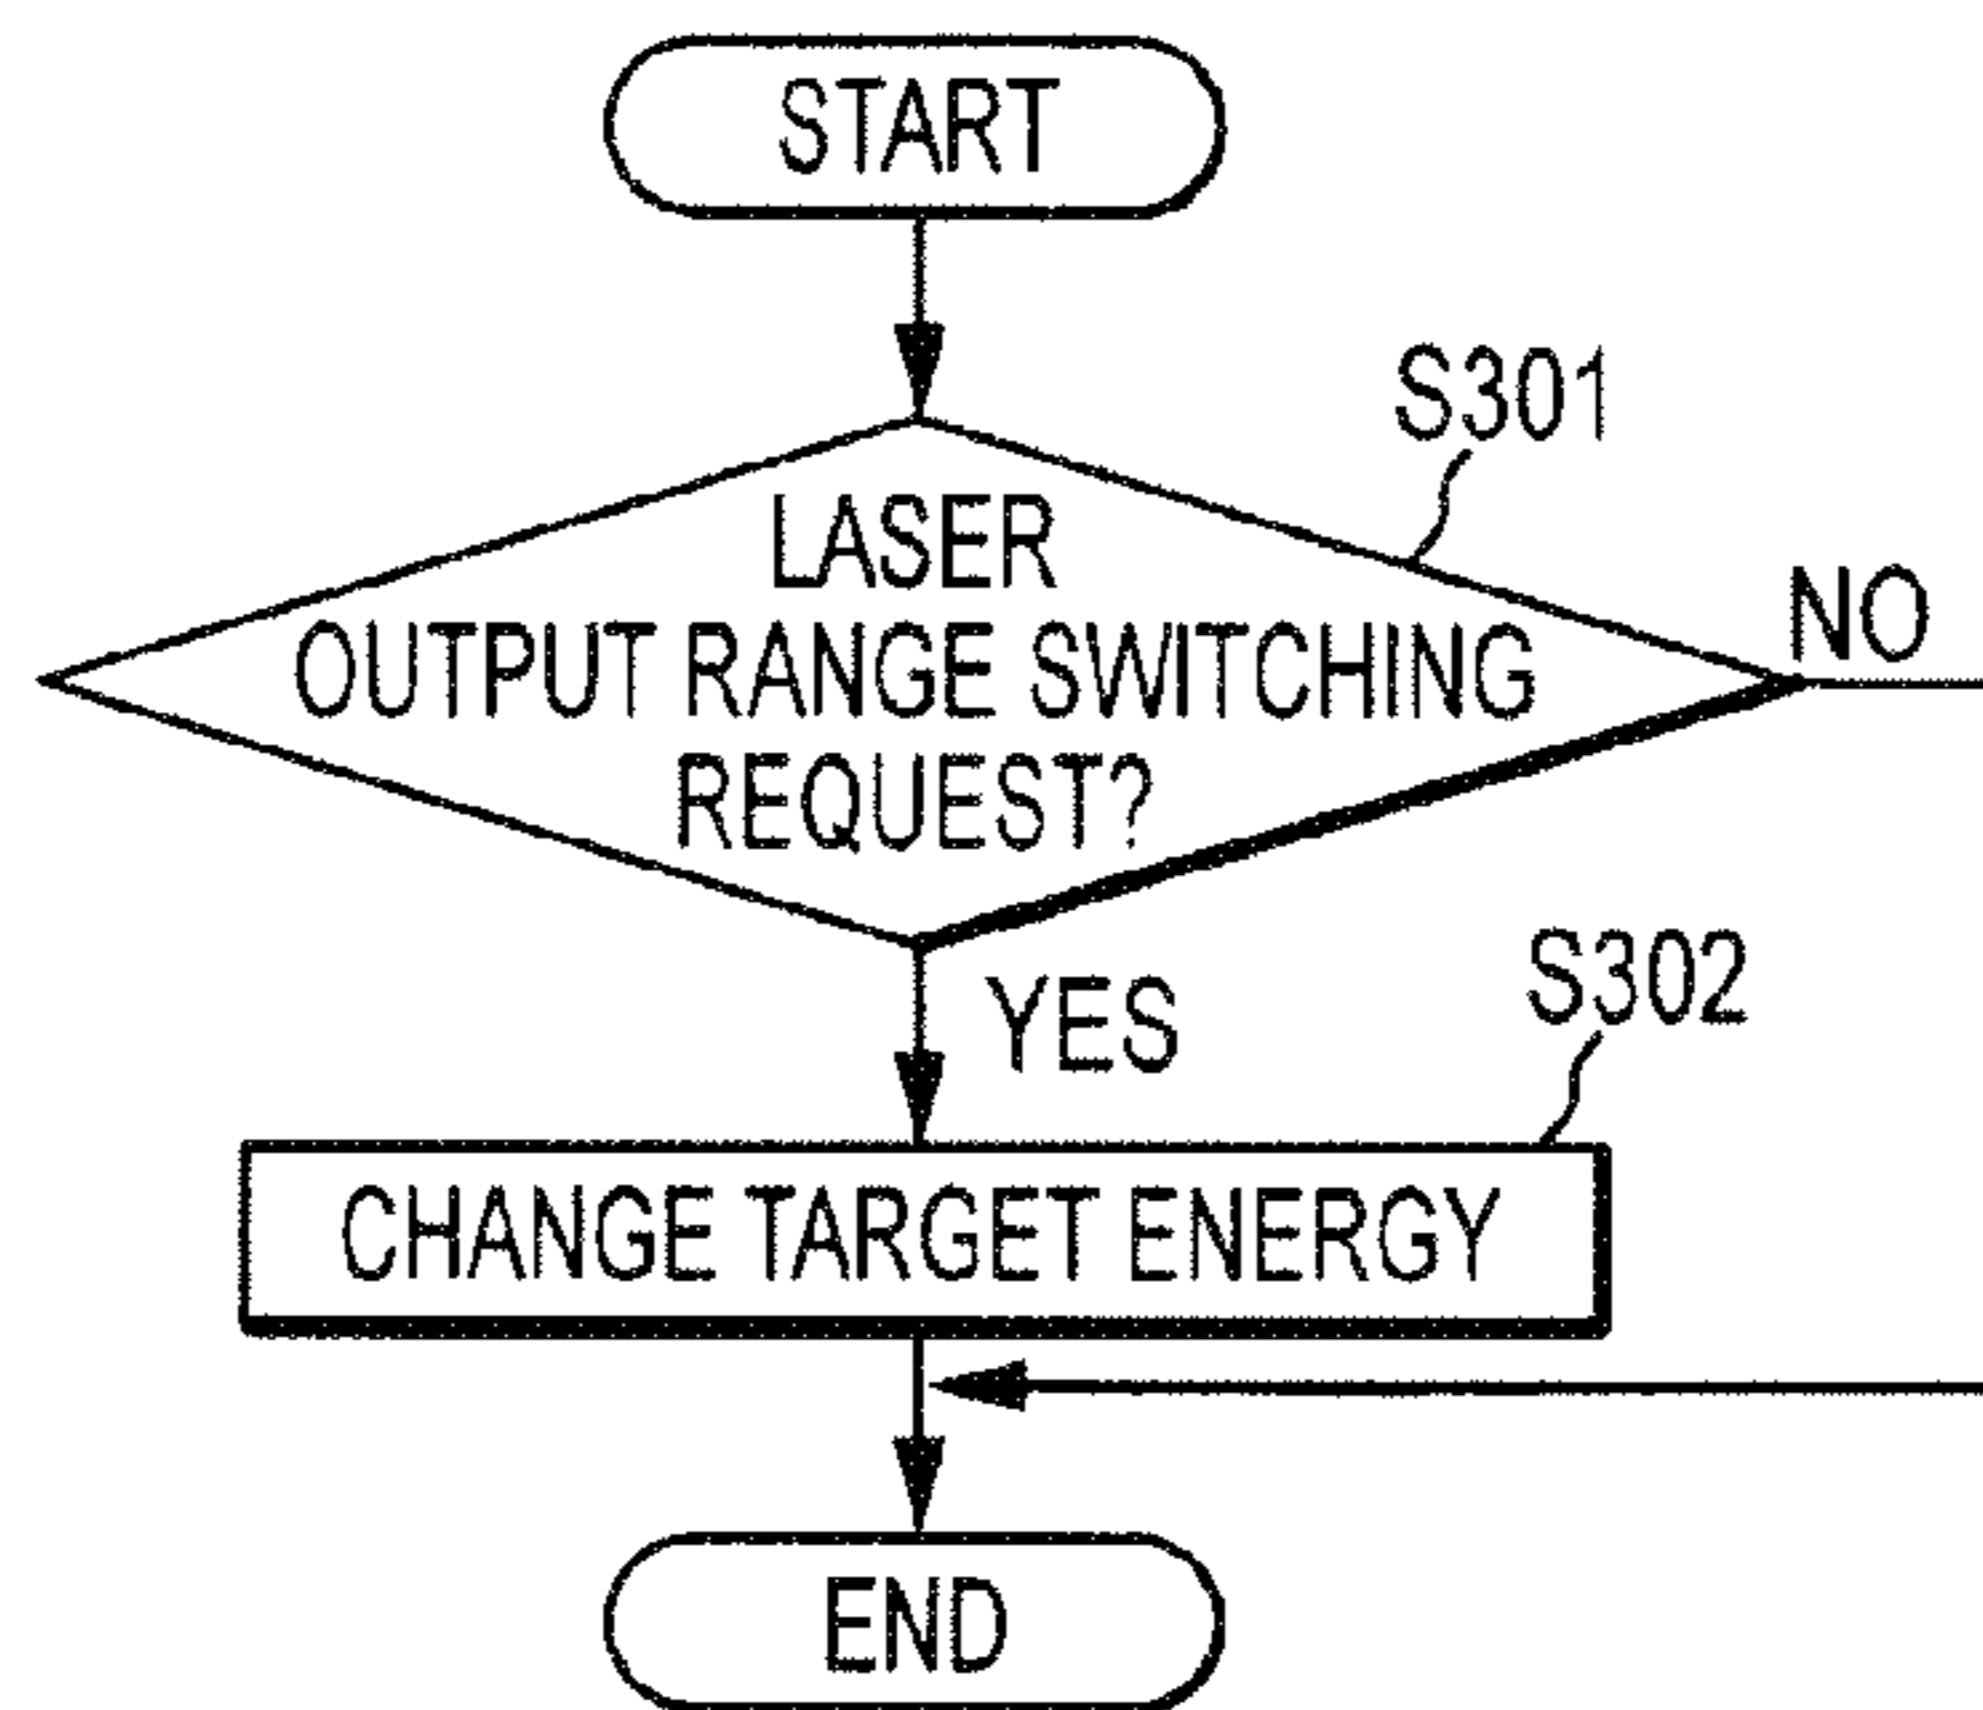 START
S301
LASER
OUTPUT RANGE SWITCHING
REQUEST?
NO
YES
S302
CHANGE TARGET ENERGY
END